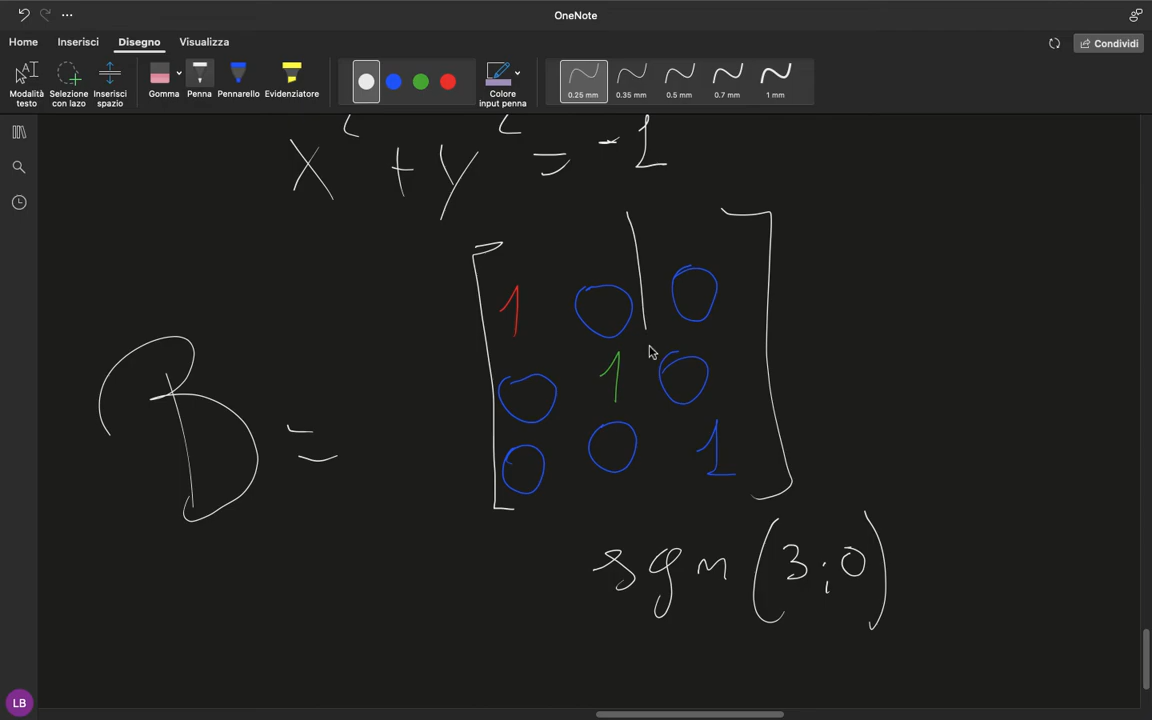 OneNote
Home Inserisci Disegno Visualizza
Condividi
Modalità testo
Selezione con lazo
Inserisci spazio
Gomma
Penna
Pennarello
Evidenziatore
Colore input penna
0.25 mm
0.35 mm
0.5 mm
0.7 mm
1 mm
x² + y² = -1
B =
1 0 0
0 1 0
0 0 1
sgn (3;0)
LB